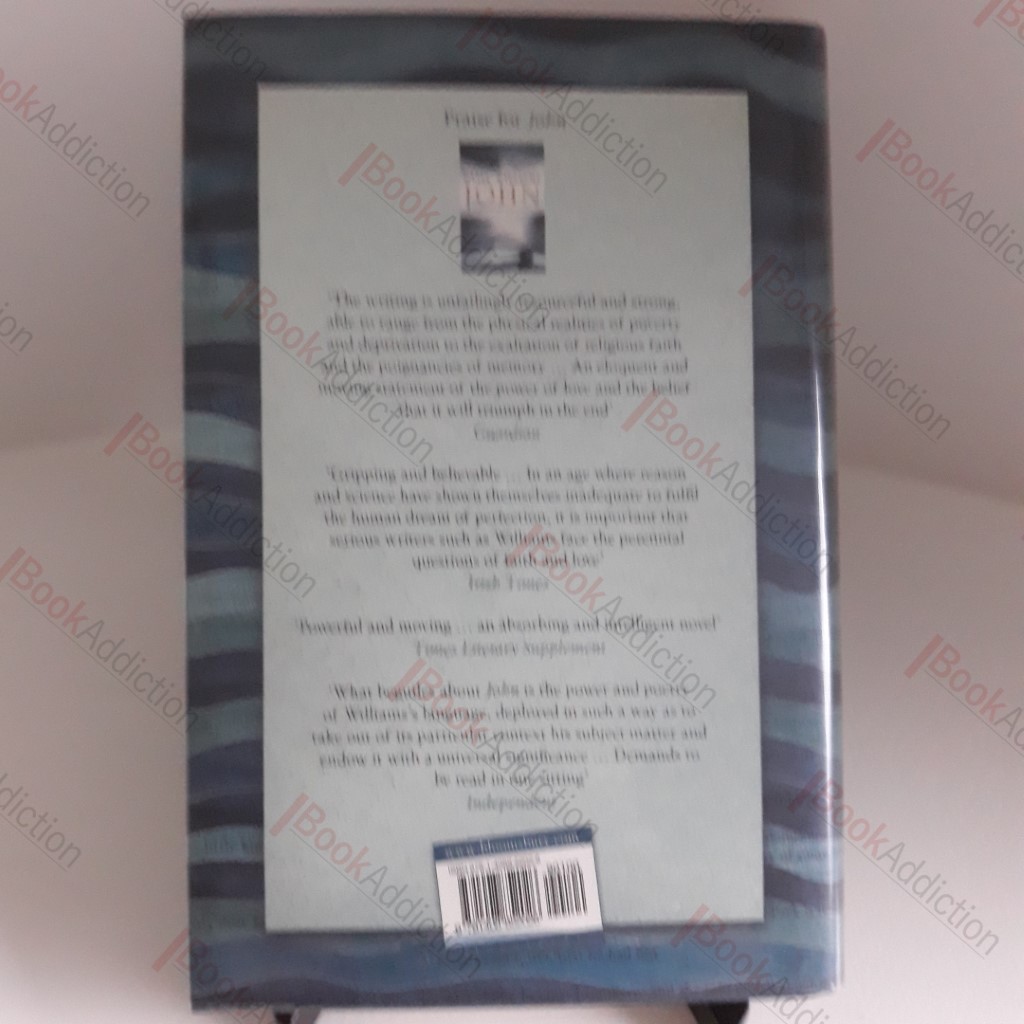 Praise for John
JOHN
'The writing is unfailingly resourceful and strong,
able to range from the physical realities of poverty
and deprivation to the exaltation of religious faith
and the poignancies of memory ... An eloquent and
moving statement of the power of love and the belief
that it will triumph in the end'
Guardian
'Gripping and believable ... In an age where reason
and science have shown themselves inadequate to fulfil
the human dream of perfection, it is important that
serious writers such as Williams face the perennial
questions of faith and love'
Irish Times
'Powerful and moving ... an absorbing and intelligent novel'
Times Literary Supplement
'What about John is the power and
of Williams's language, deployed in such a way as to
take out of its particular context his subject matter and
endow it with a universal significance ... Demands to
be read in one sitting'
Independent
www.bloomsbury.com
BookAddiction